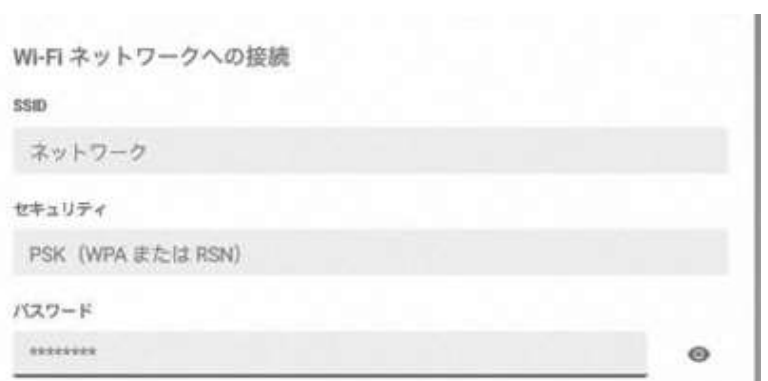 Wi-Fi ネットワークへの接続
SSID
ネットワーク
セキュリティ
PSK（WPA または RSN）
パスワード
********